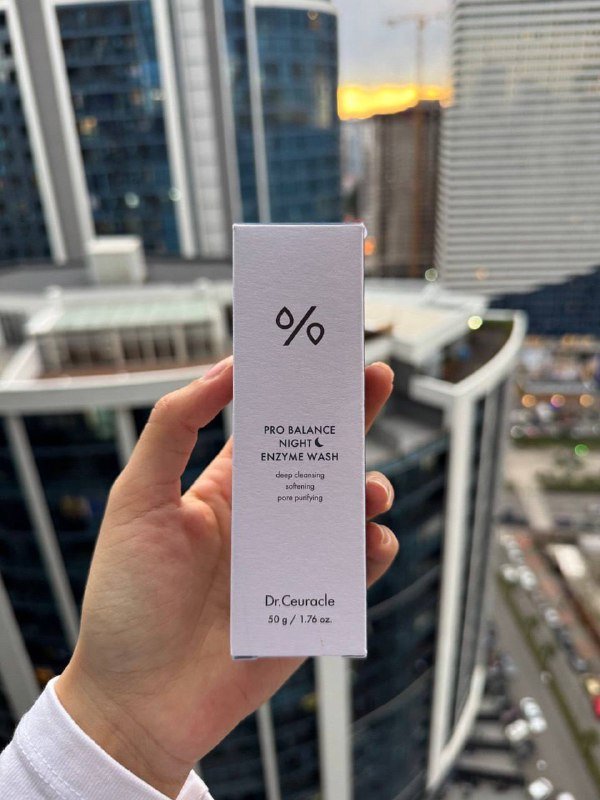 %
PRO BALANCE
NIGHT
ENZYME WASH
deep cleansing
softening
pore purifying
Dr.Ceuracle
50 g / 1.76 oz.